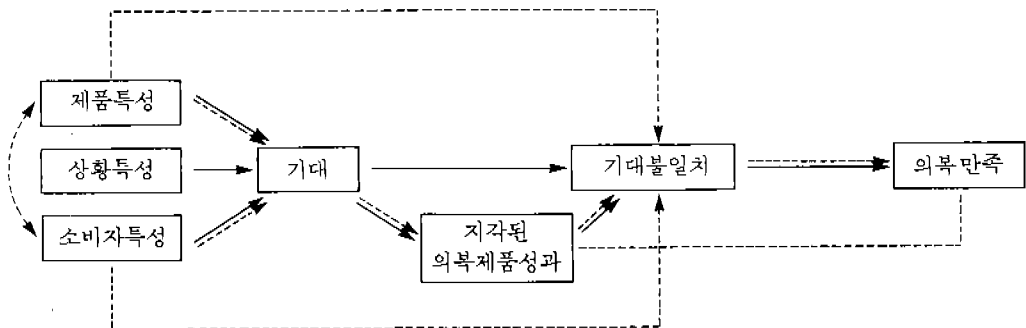 제품특성
상황특성
소비자특성
기대
지각된
의복제품성과
기대불일치
의복만족